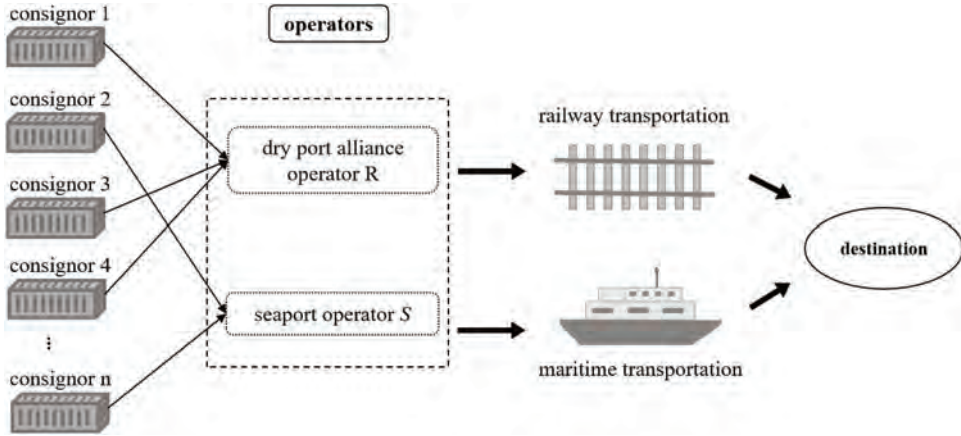 consignor 1
operators
consignor 2
railway transportation
dry port alliance
operator R
consignor 3
destination
consignor 4
seaport operator S
...
maritime transportation
consignor n